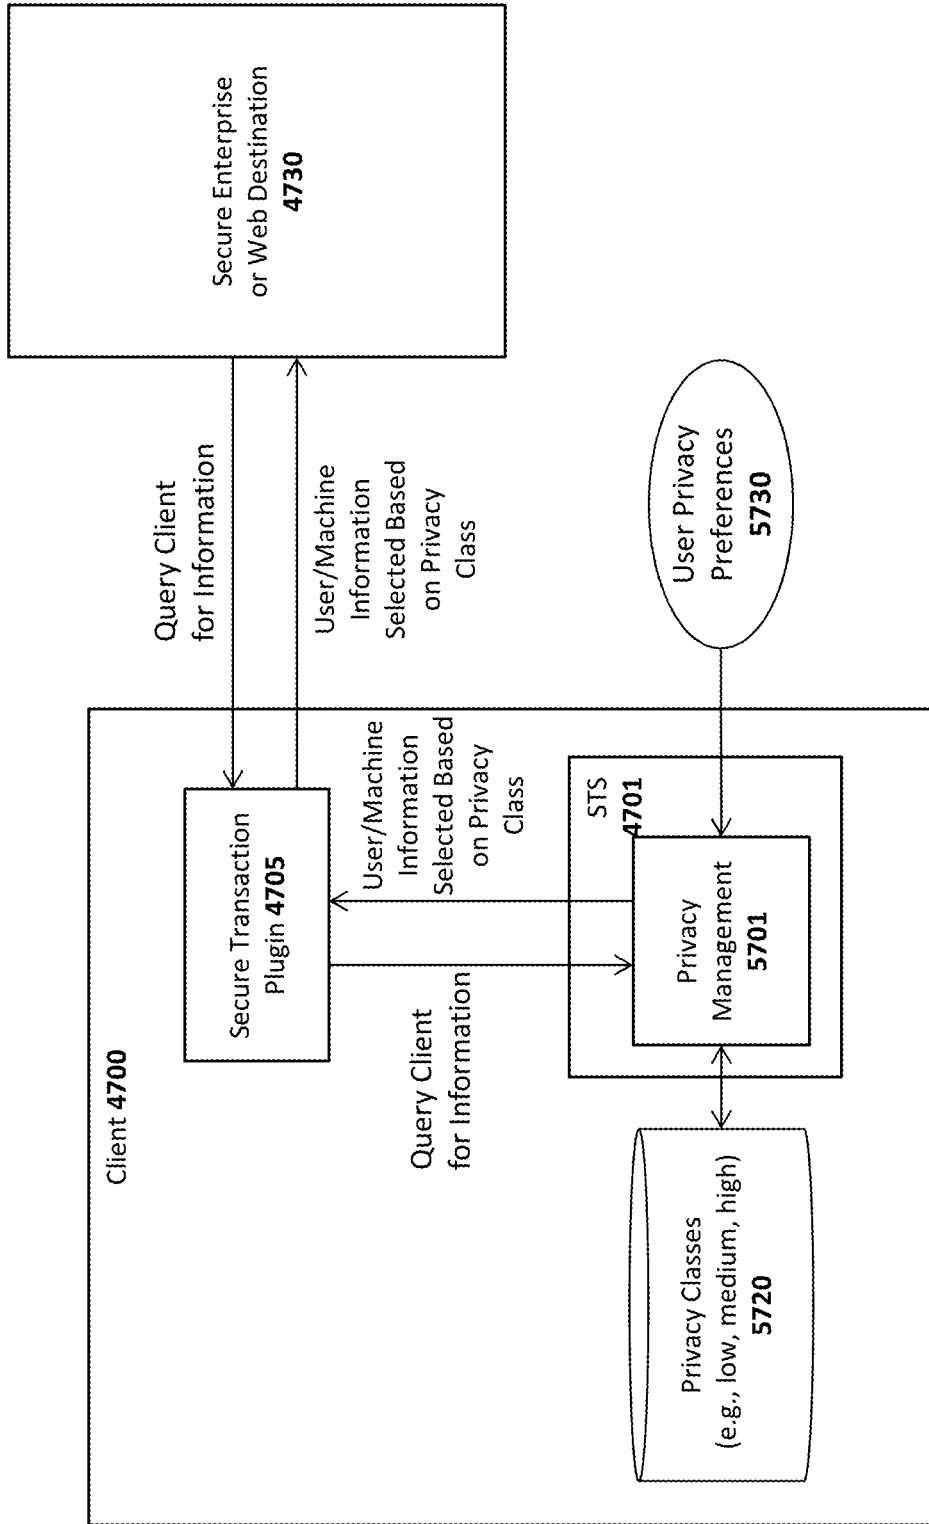 Client 4700
Secure Transaction
Plugin 4705
Query Client
for Information
User/Machine
Information
Selected Based
on Privacy
Class
Secure Enterprise
or Web Destination
4730
Query Client
for Information
User/Machine
Information
Selected Based
on Privacy Class
STS
4701
Privacy
Management
5701
Privacy Classes
(e.g., low, medium, high)
5720
User Privacy
Preferences
5730